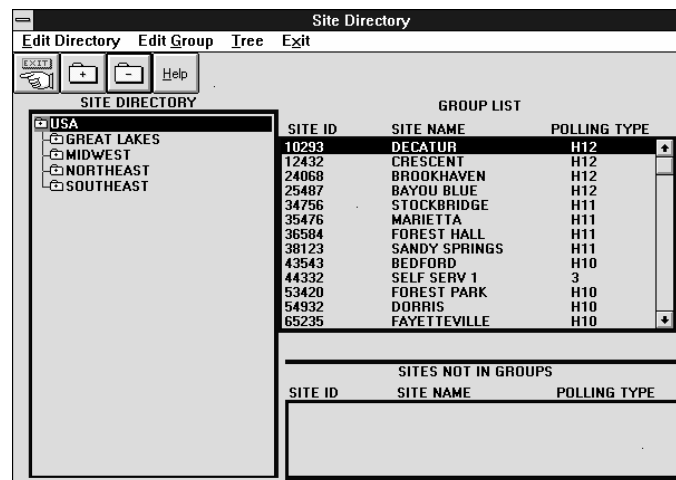 Site Directory
Edit Directory Edit Group Tree Exit
EXIT + - Help
SITE DIRECTORY
USA
GREAT LAKES
MIDWEST
NORTHEAST
SOUTHEAST
GROUP LIST
SITE ID SITE NAME POLLING TYPE
10293 DECATUR H12
12432 CRESCENT H12
24068 BROOKHAVEN H12
25487 BAYOU BLUE H12
34756 STOCKBRIDGE H11
35476 MARIETTA H11
36584 FOREST HALL H11
38123 SANDY SPRINGS H11
43543 BEDFORD H10
44332 SELF SERV 1 3
53420 FOREST PARK H10
54932 DORRIS H10
65235 FAYETTEVILLE H10
SITES NOT IN GROUPS
SITE ID SITE NAME POLLING TYPE